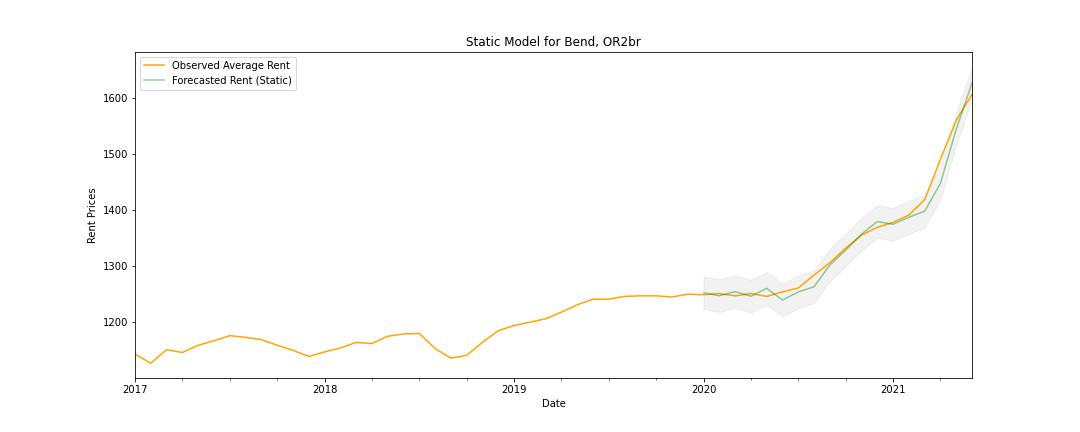 Static Model for Bend, OR2br
Observed Average Rent
Forecasted Rent (Static)
Rent Prices
1600
1500
1400
1300
1200
2017 2018 2019 2020 2021
Date